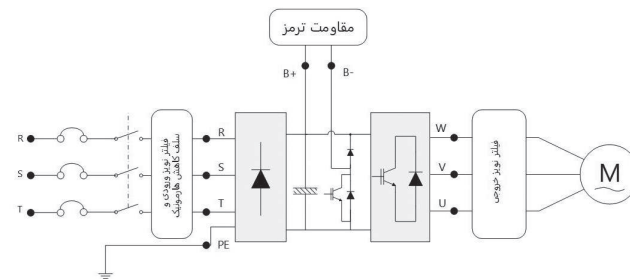 مقاومت ترمز
B+
B-
R
S
T
فیلتر نویز ورودی و
سلف کاهش هارمونیک
R
S
T
PE
W
V
U
فیلتر نویز خروجی
M